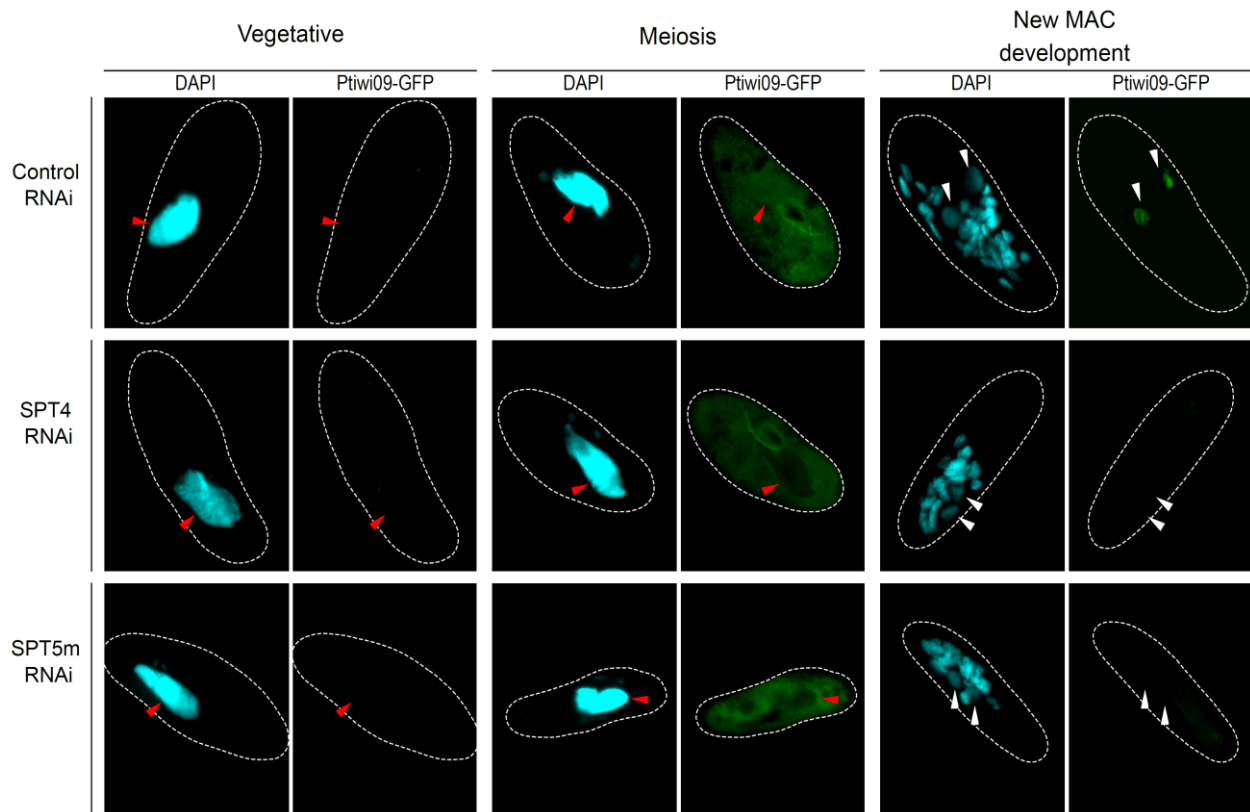 Vegetative
Meiosis
New MAC
development
DAPI
Ptiwi09-GFP
DAPI
Ptiwi09-GFP
DAPI
Ptiwi09-GFP
Control
RNAi
SPT4
RNAi
SPT5m
RNAi